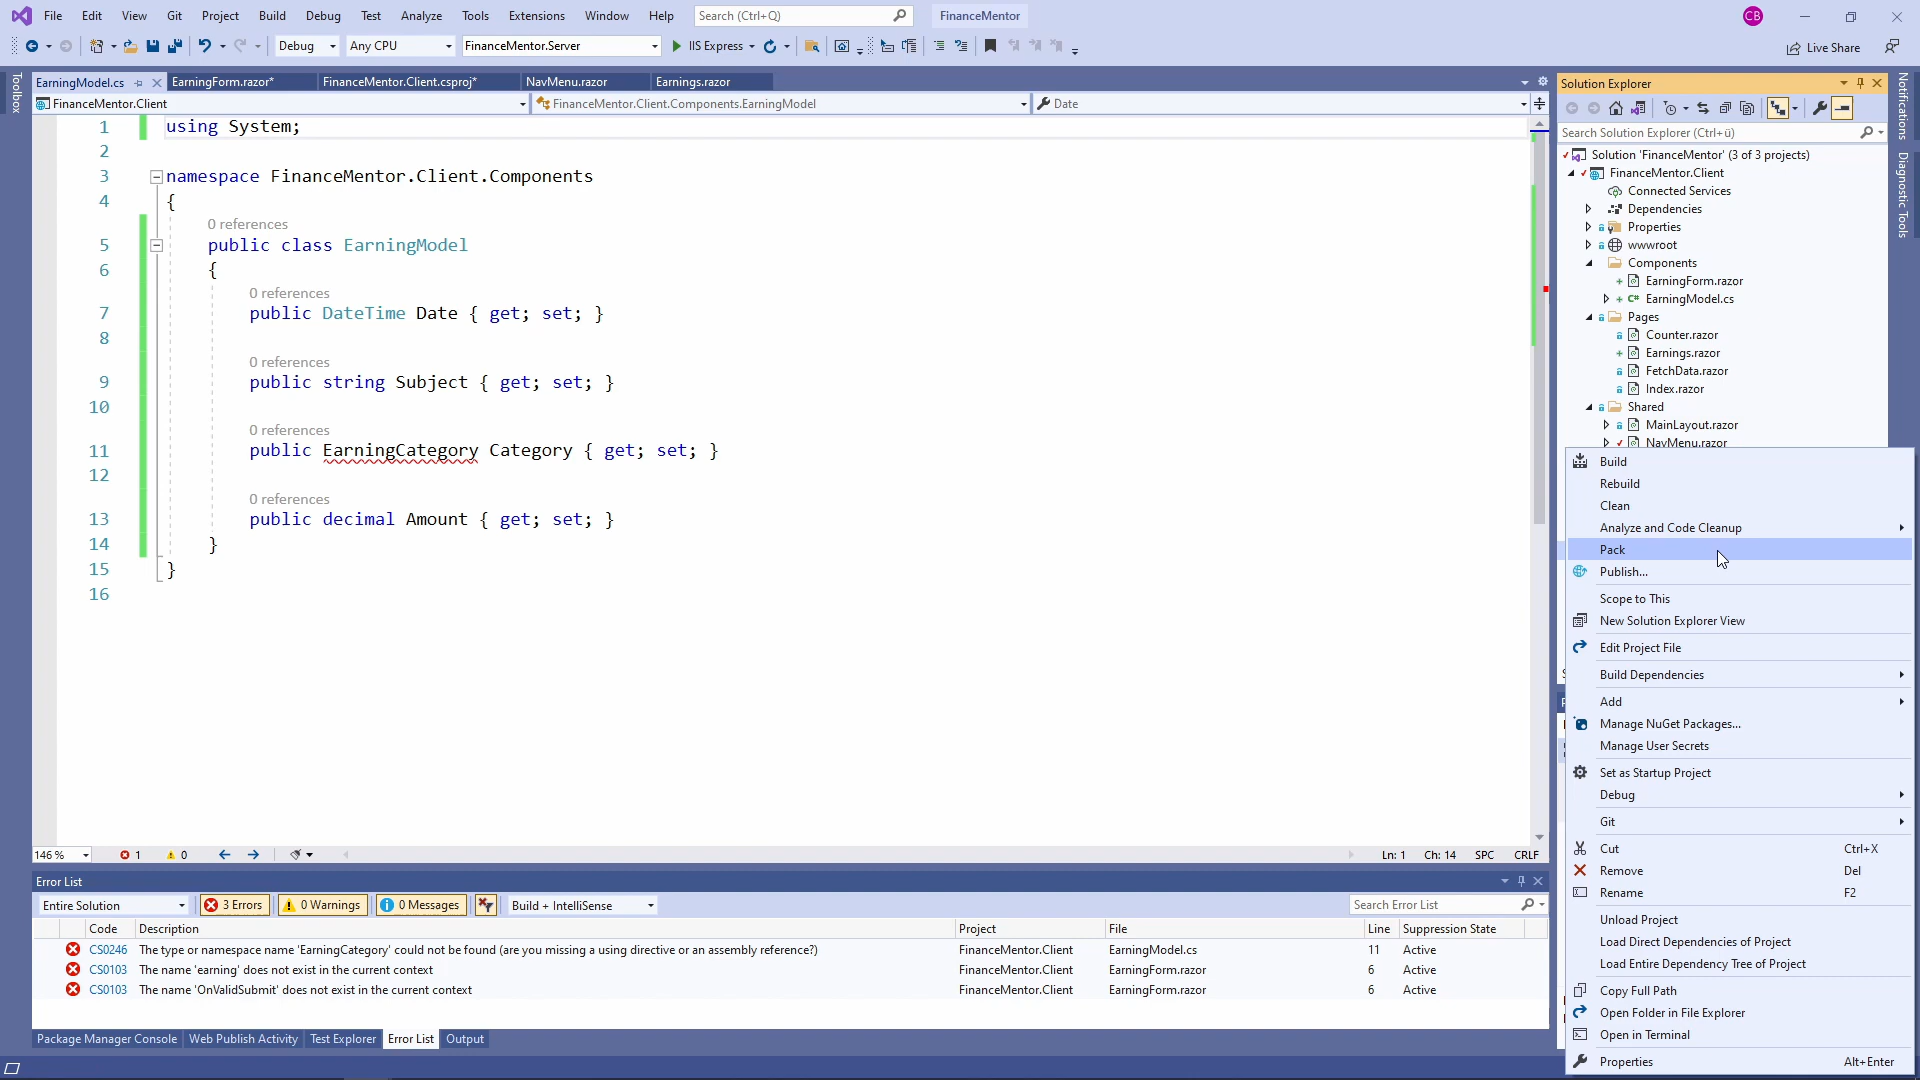 File Edit View Git Project Build Debug Test Analyze Tools Extensions Window Help Search (Ctrl+Q) FinanceMentor CB
Debug Any CPU FinanceMentor.Server IIS Express Live Share
Toolbox
EarningModel.cs EarningForm.razor* FinanceMentor.Client.csproj* NavMenu.razor Earnings.razor
FinanceMentor.Client FinanceMentor.Client.Components.EarningModel Date
1 using System;
2
3 namespace FinanceMentor.Client.Components
4 {
0 references
5 public class EarningModel
6 {
0 references
7 public DateTime Date { get; set; }
8
0 references
9 public string Subject { get; set; }
10
0 references
11 public EarningCategory Category { get; set; }
12
0 references
13 public decimal Amount { get; set; }
14 }
15 }
16
146 % 1 0 Ln: 1 Ch: 14 SPC CRLF
Error List
Entire Solution 3 Errors 0 Warnings 0 Messages Build + IntelliSense Search Error List
Code Description Project File Line Suppression State
CS0246 The type or namespace name 'EarningCategory' could not be found (are you missing a using directive or an assembly reference?) FinanceMentor.Client EarningModel.cs 11 Active
CS0103 The name 'earning' does not exist in the current context FinanceMentor.Client EarningForm.razor 6 Active
CS0103 The name 'OnValidSubmit' does not exist in the current context FinanceMentor.Client EarningForm.razor 6 Active
Package Manager Console Web Publish Activity Test Explorer Error List Output
Solution Explorer
Search Solution Explorer (Ctrl+ü)
Solution 'FinanceMentor' (3 of 3 projects)
FinanceMentor.Client
Connected Services
Dependencies
Properties
wwwroot
Components
EarningForm.razor
C# EarningModel.cs
Pages
Counter.razor
Earnings.razor
FetchData.razor
Index.razor
Shared
MainLayout.razor
NavMenu.razor
Build
Rebuild
Clean
Analyze and Code Cleanup
Pack
Publish...
Scope to This
New Solution Explorer View
Edit Project File
Build Dependencies
Add
Manage NuGet Packages...
Manage User Secrets
Set as Startup Project
Debug
Git
Cut Ctrl+X
Remove Del
Rename F2
Unload Project
Load Direct Dependencies of Project
Load Entire Dependency Tree of Project
Copy Full Path
Open Folder in File Explorer
Open in Terminal
Properties Alt+Enter
Notifications
Diagnostic Tools